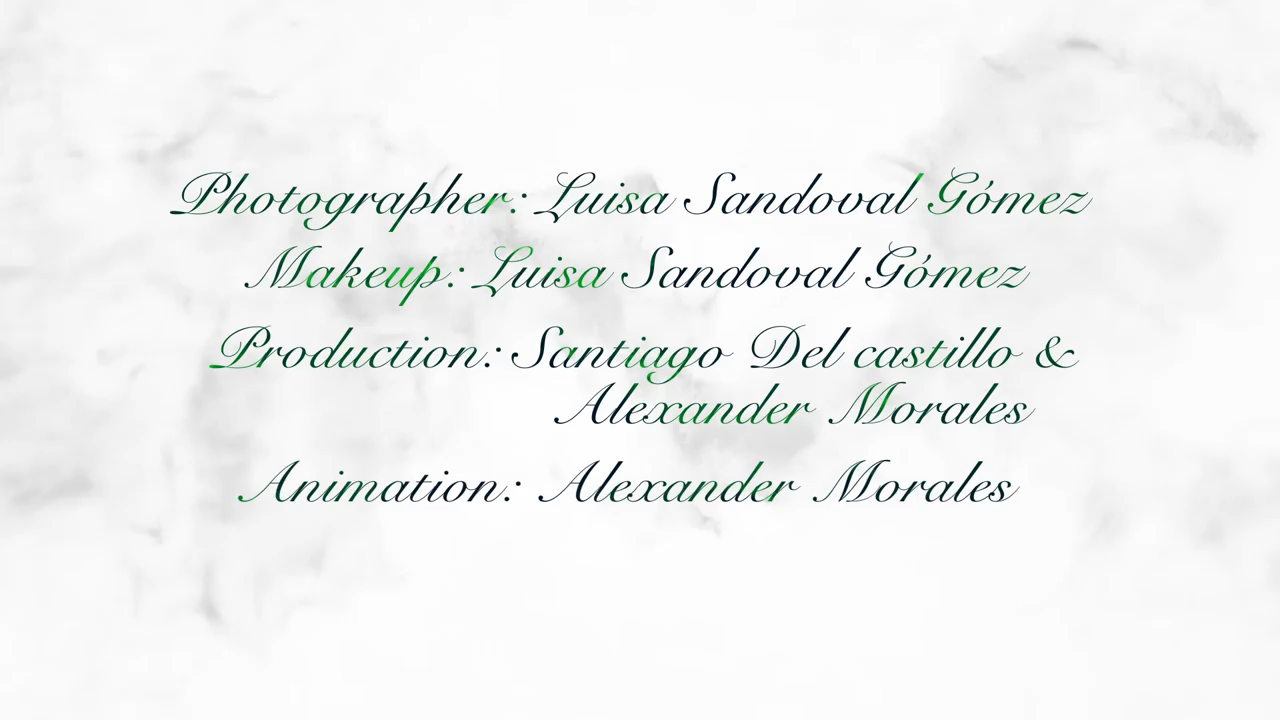 Photographer: Luisa Sandoval Gómez
Makeup: Luisa Sandoval Gómez
Production: Santiago Del castillo &
Alexander Morales
Animation: Alexander Morales